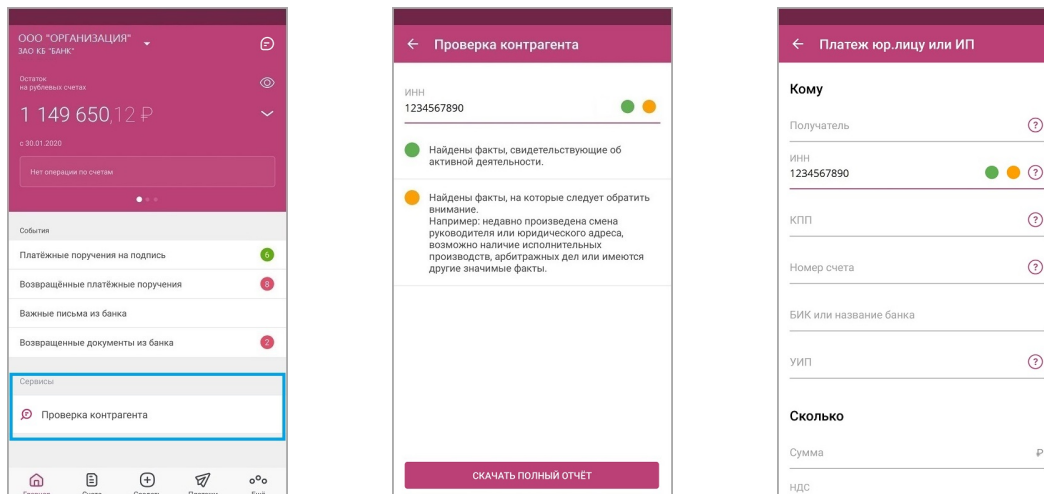 ООО "ОРГАНИЗАЦИЯ"
ЗАО КБ "БАНК"
Остаток
на рублевых счетах
1 149 650,12 ₽
с 30.01.2020
Нет операции по счетам
События
Платёжные поручения на подпись 6
Возвращённые платёжные поручения 8
Важные письма из банка
Возвращенные документы из банка 2
Сервисы
Проверка контрагента
Проверка контрагента
ИНН
1234567890
Найдены факты, свидетельствующие об
активной деятельности.
Найдены факты, на которые следует обратить
внимание.
Например: недавно произведена смена
руководителя или юридического адреса,
возможно наличие исполнительных
производств, арбитражных дел или имеются
другие значимые факты.
СКАЧАТЬ ПОЛНЫЙ ОТЧЁТ
Платеж юр.лицу или ИП
Кому
Получатель ?
ИНН
1234567890 ?
КПП ?
Номер счета ?
БИК или название банка
УИП ?
Сколько
Сумма ₽
НДС